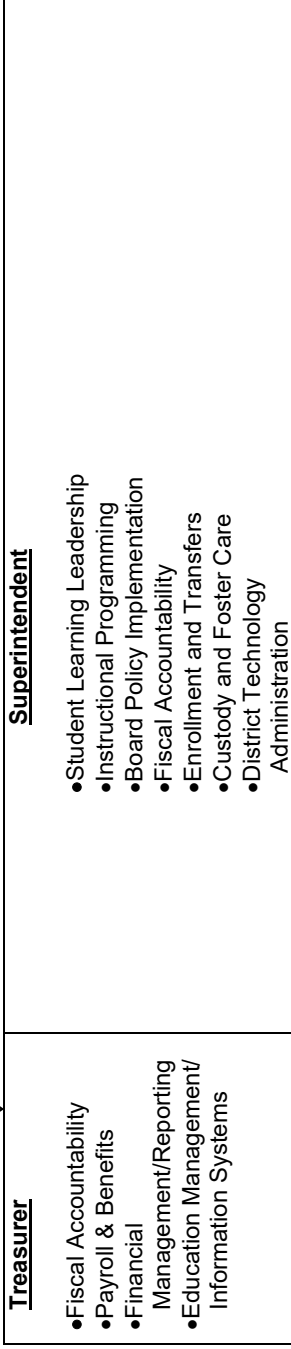 Treasurer
●Fiscal Accountability
●Payroll & Benefits
●Financial
Management/Reporting
●Education Management/
Information Systems
Superintendent
●Student Learning Leadership
●Instructional Programming
●Board Policy Implementation
●Fiscal Accountability
●Enrollment and Transfers
●Custody and Foster Care
●District Technology
Administration